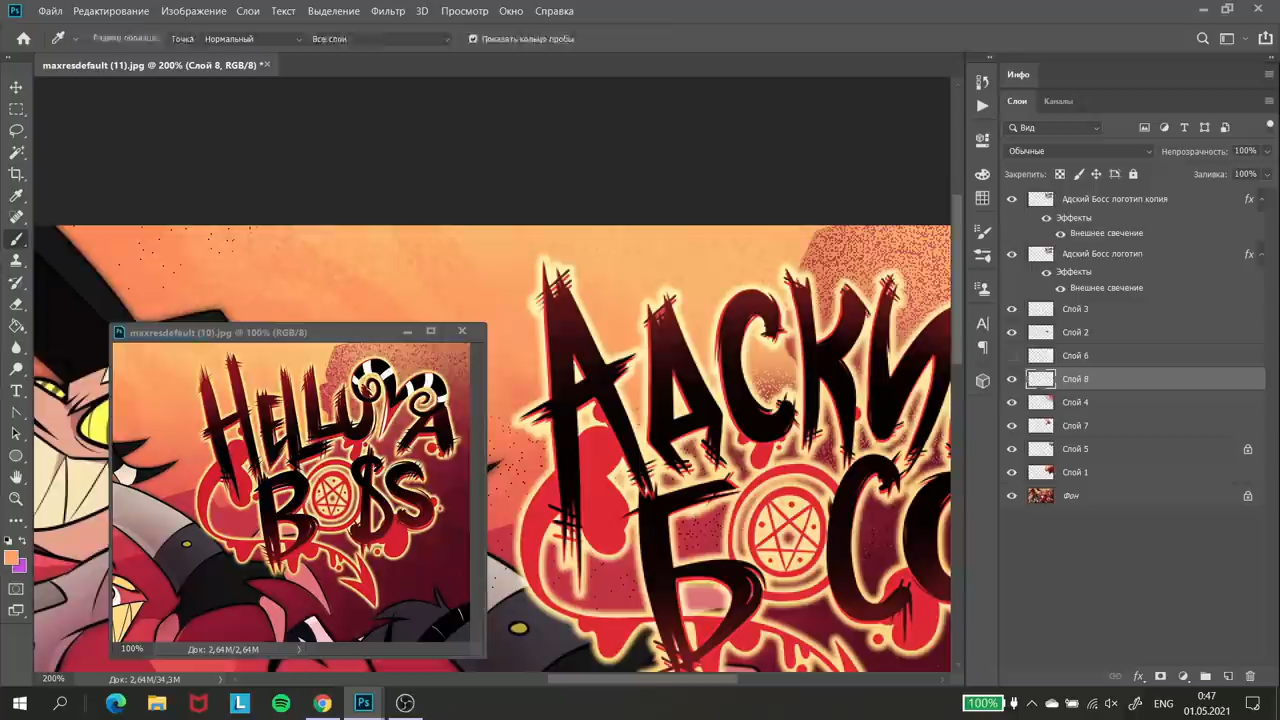 Ps Файл Редактирование Изображение Слои Текст Выделение Фильтр 3D Просмотр Окно Справка
Точка Нормальный Все слои Показать кольцо пробы
maxresdefault (11).jpg @ 200% (Слой 8, RGB/8) *
Инфо
Слои Каналы
Вид
Обычные Непрозрачность: 100%
Закрепить: Заливка: 100%
Адский Босс логотип копия fx
Эффекты
Внешнее свечение
Адский Босс логотип fx
Эффекты
Внешнее свечение
Слой 3
Слой 2
Слой 6
Слой 8
Слой 4
Слой 7
Слой 5
Слой 1
Фон
maxresdefault (10).jpg @ 100% (RGB/8)
HELLUVA
BO$S
100% Док: 2,64M/2,64M
АДСКИ
БОСС
200% Док: 2,64M/34,3M
100% ENG 0:47
01.05.2021